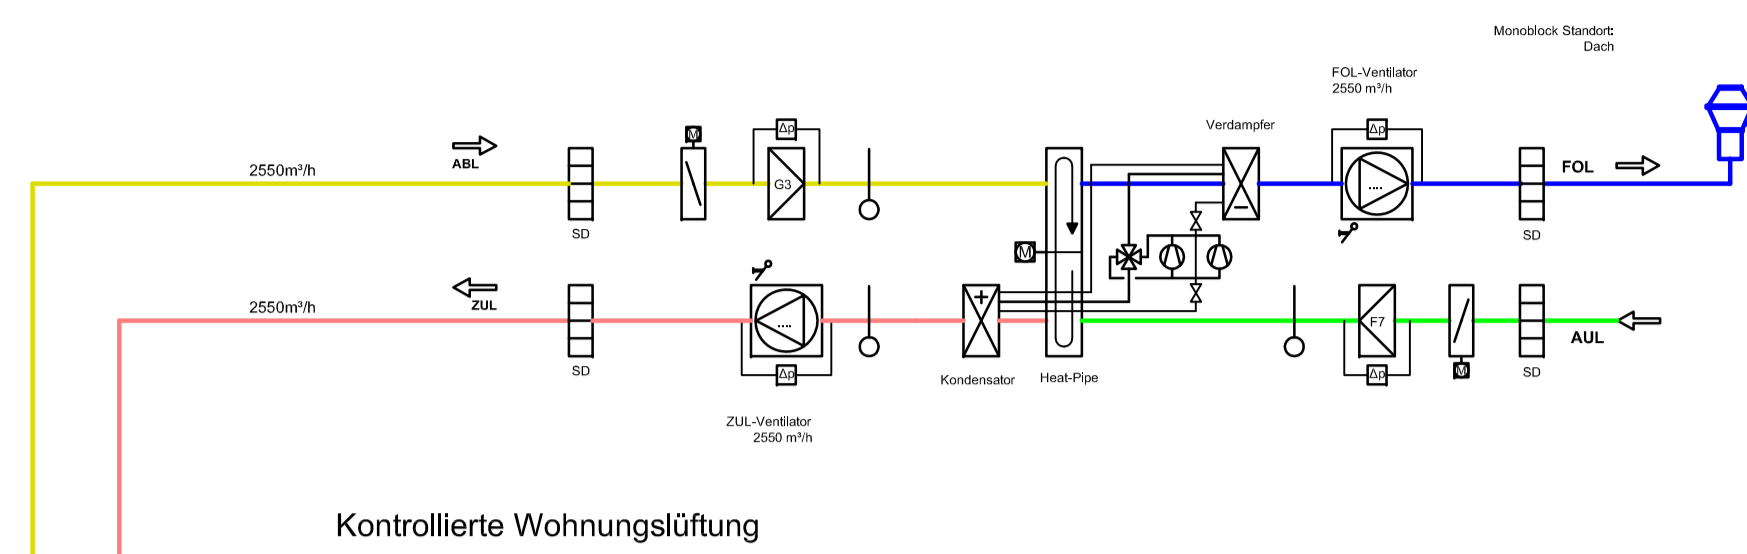 Monoblock Standort:
Dach
FOL-Ventilator
2550 m³/h
Verdampfer
M
Δp
Δp
2550m³/h
ABL
G3
....
FOL
SD
SD
M
2550m³/h
ZUL
....
+
F7
AUL
SD
Δp
Kondensator
Heat-Pipe
Δp
M
SD
ZUL-Ventilator
2550 m³/h
Kontrollierte Wohnungslüftung